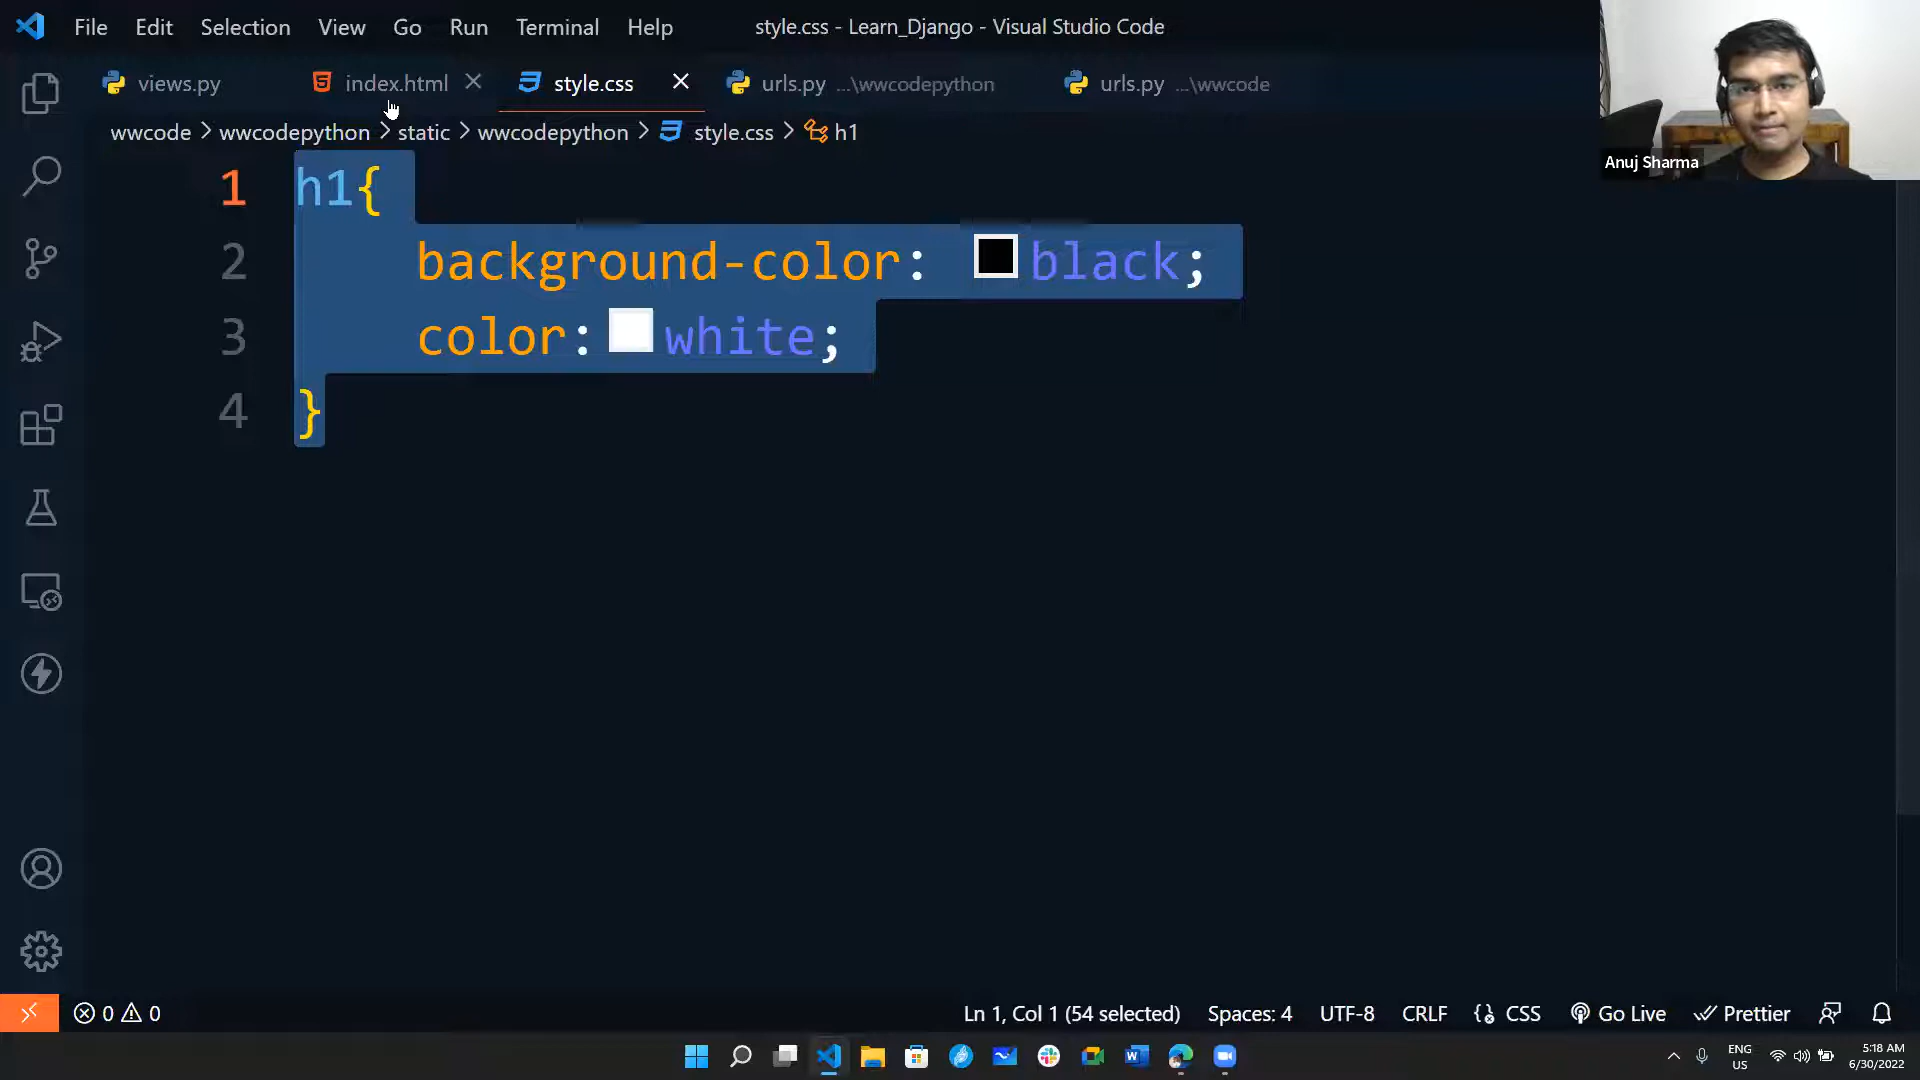 File Edit Selection View Go Run Terminal Help style.css - Learn_Django - Visual Studio Code
views.py index.html style.css urls.py ...\wwcodepython urls.py ...\wwcode
wwcode > wwcodepython > static > wwcodepython > style.css > h1
Anuj Sharma
1 h1{
2 background-color: black;
3 color: white;
4 }
0 0 Ln 1, Col 1 (54 selected) Spaces: 4 UTF-8 CRLF CSS Go Live Prettier
ENG US 5:18 AM 6/30/2022